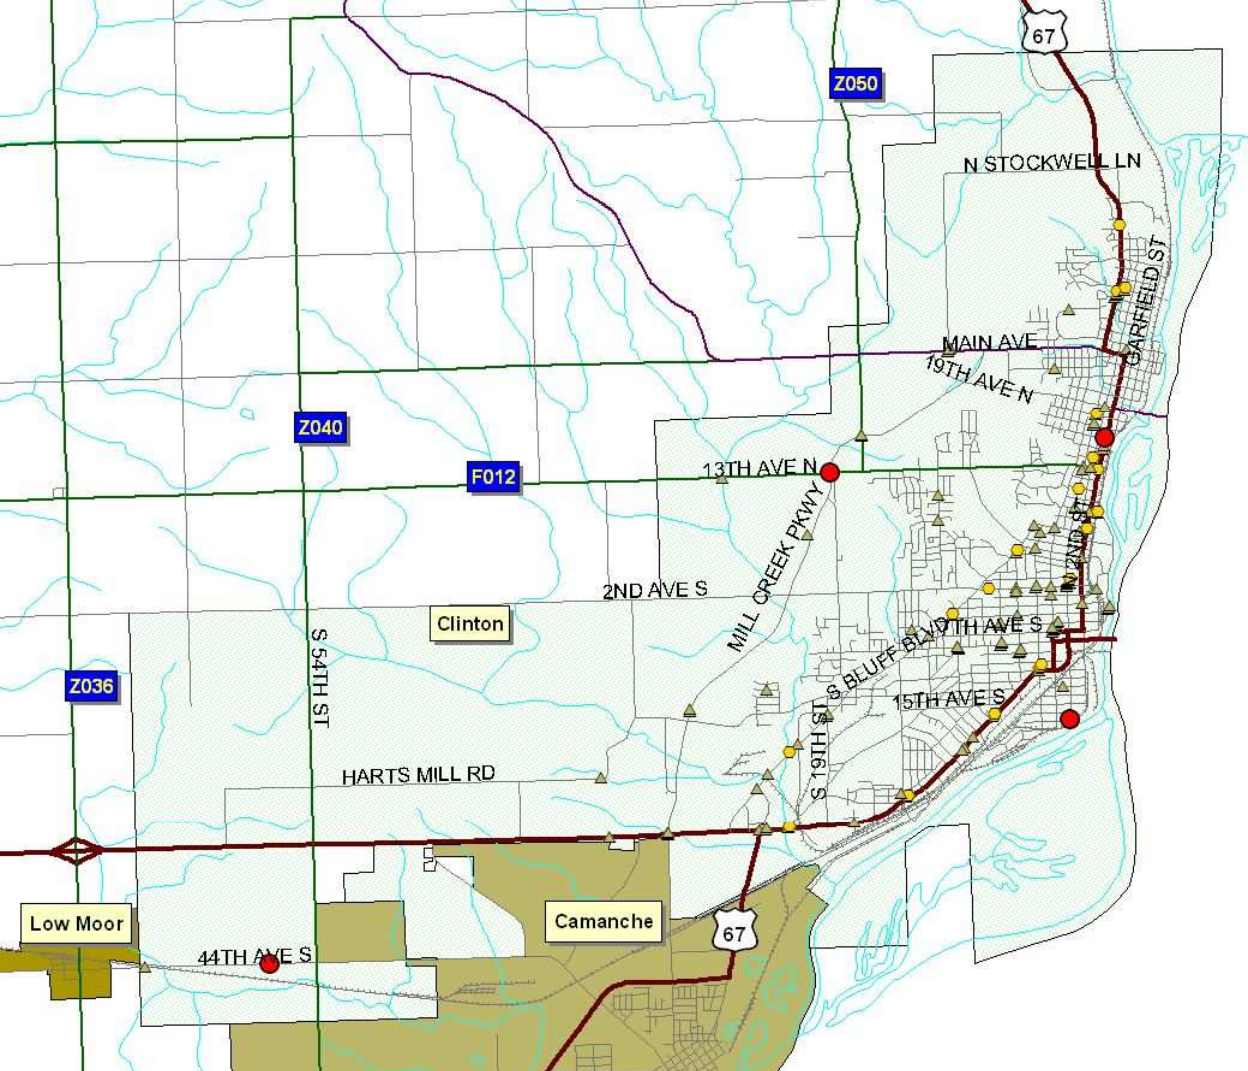 67
Z050
N STOCKWELL LN
GARFIELD ST
MAIN AVE
19TH AVE N
Z040
F012
13TH AVE N
MILL CREEK PKWY
N 2ND ST
2ND AVE S
Clinton
7TH AVE S
S BLUFF BLVD
S 54TH ST
Z036
15TH AVE S
S 19TH ST
HARTS MILL RD
Low Moor
Camanche
67
44TH AVE S